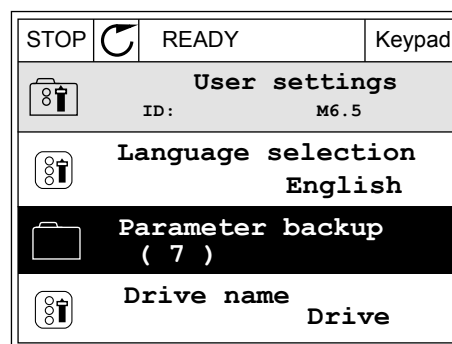 STOP READY Keypad
User settings
ID: M6.5
Language selection
English
Parameter backup
( 7 )
Drive name
Drive